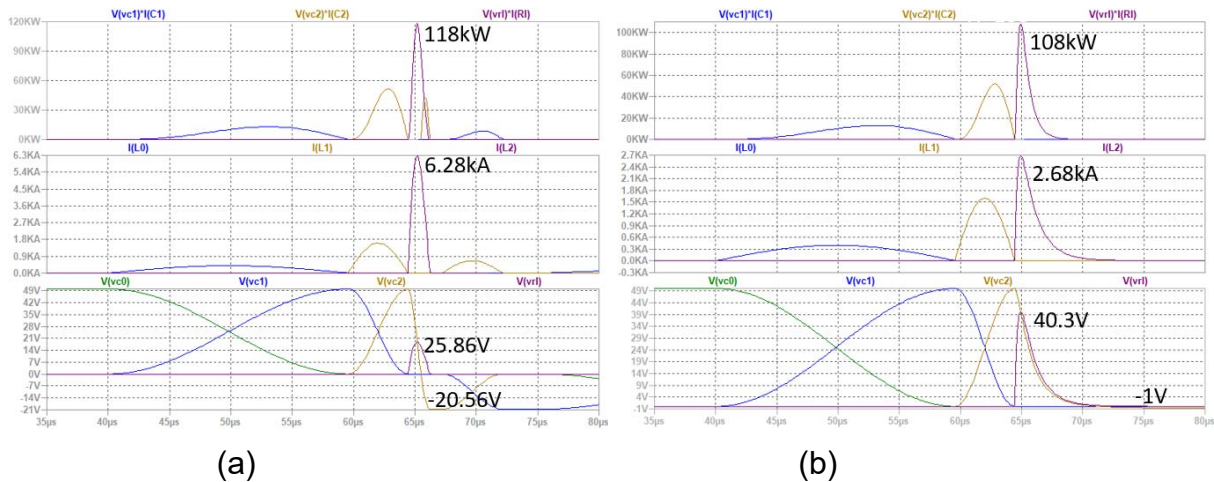 V(vc1)*I(C1) V(vc2)*I(C2) V(vrl)*I(Rl)
120KW
90KW
60KW
30KW
0KW
118kW
I(L0) I(L1) I(L2)
6.3KA
5.4KA
4.5KA
3.6KA
2.7KA
1.8KA
0.9KA
0.0KA
6.28kA
V(vc0) V(vc1) V(vc2) V(vrl)
49V
42V
35V
28V
21V
14V
7V
0V
-7V
-14V
-21V
25.86V
-20.56V
35µs 40µs 45µs 50µs 55µs 60µs 65µs 70µs 75µs 80µs
(a)
V(vc1)*I(C1) V(vc2)*I(C2) V(vrl)*I(Rl)
100KW
80KW
60KW
40KW
20KW
0KW
108kW
I(L0) I(L1) I(L2)
2.7KA
2.4KA
2.1KA
1.8KA
1.5KA
1.2KA
0.9KA
0.6KA
0.3KA
0.0KA
-0.3KA
2.68kA
V(vc0) V(vc1) V(vc2) V(vrl)
49V
44V
39V
34V
29V
24V
19V
14V
9V
4V
-1V
40.3V
-1V
35µs 40µs 45µs 50µs 55µs 60µs 65µs 70µs 75µs 80µs
(b)